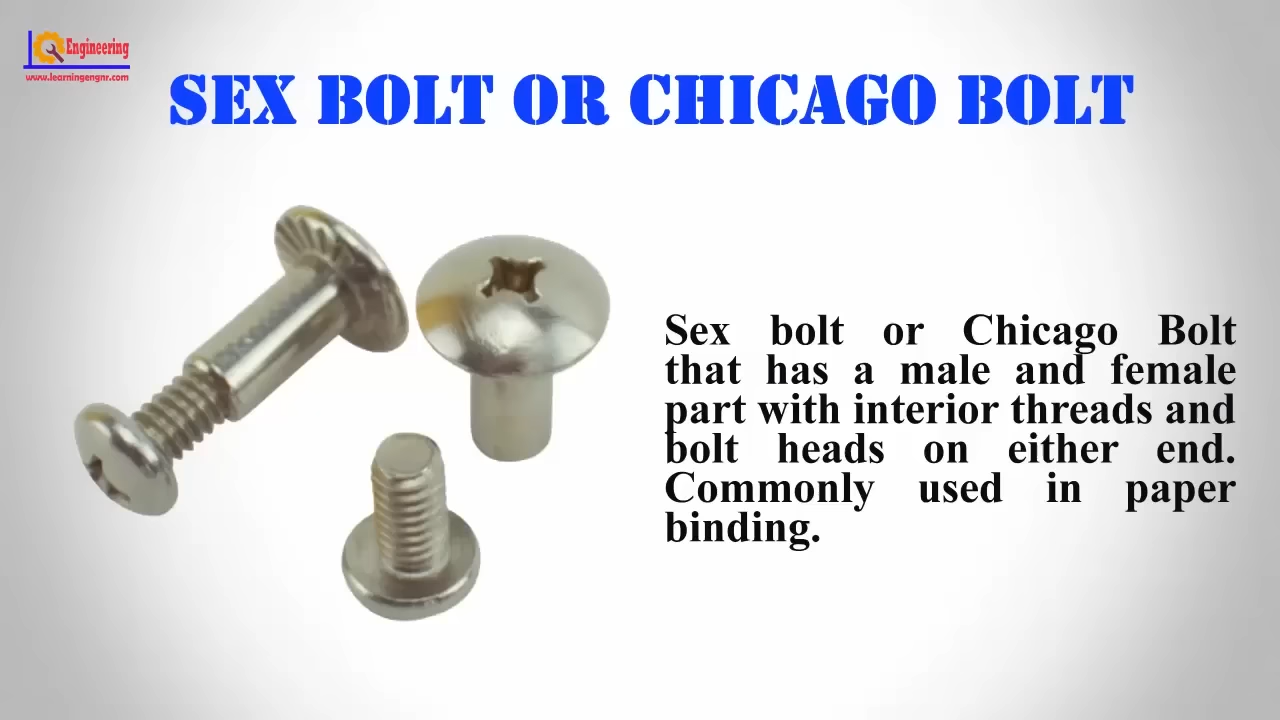 Engineering
www.learningengnr.com
SEX BOLT OR CHICAGO BOLT
Sex bolt or Chicago Bolt
that has a male and female
part with interior threads and
bolt heads on either end.
Commonly used in paper
binding.